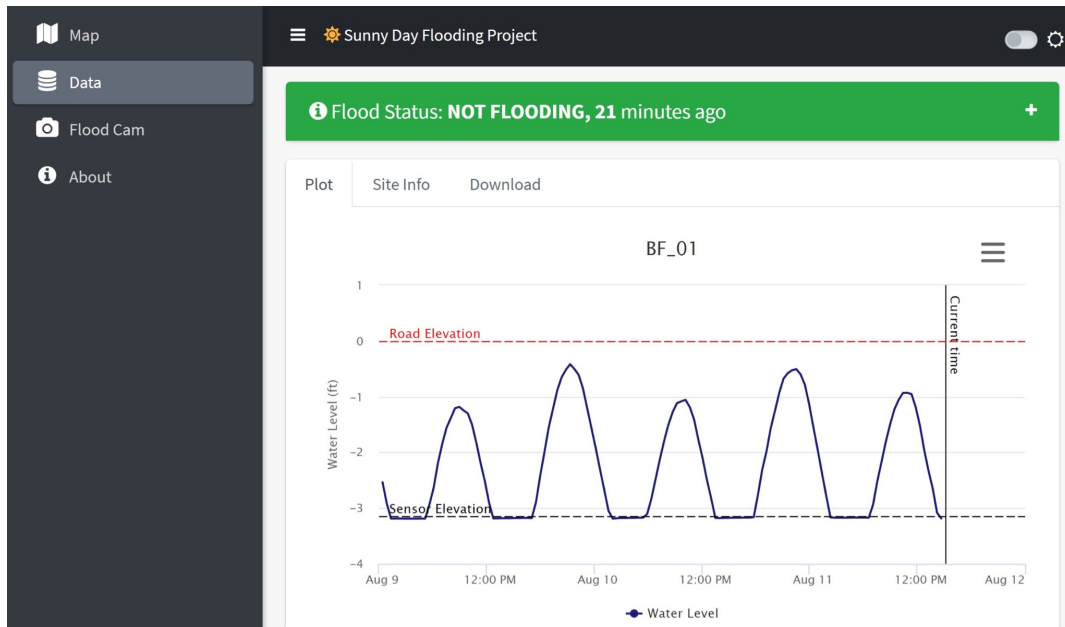 Map
Data
Flood Cam
About
Sunny Day Flooding Project
Flood Status: NOT FLOODING, 21 minutes ago
+
Plot Site Info Download
BF_01
Water Level (ft)
1
0
-1
-2
-3
-4
Road Elevation
Sensor Elevation
Current time
Aug 9 12:00 PM Aug 10 12:00 PM Aug 11 12:00 PM Aug 12
Water Level